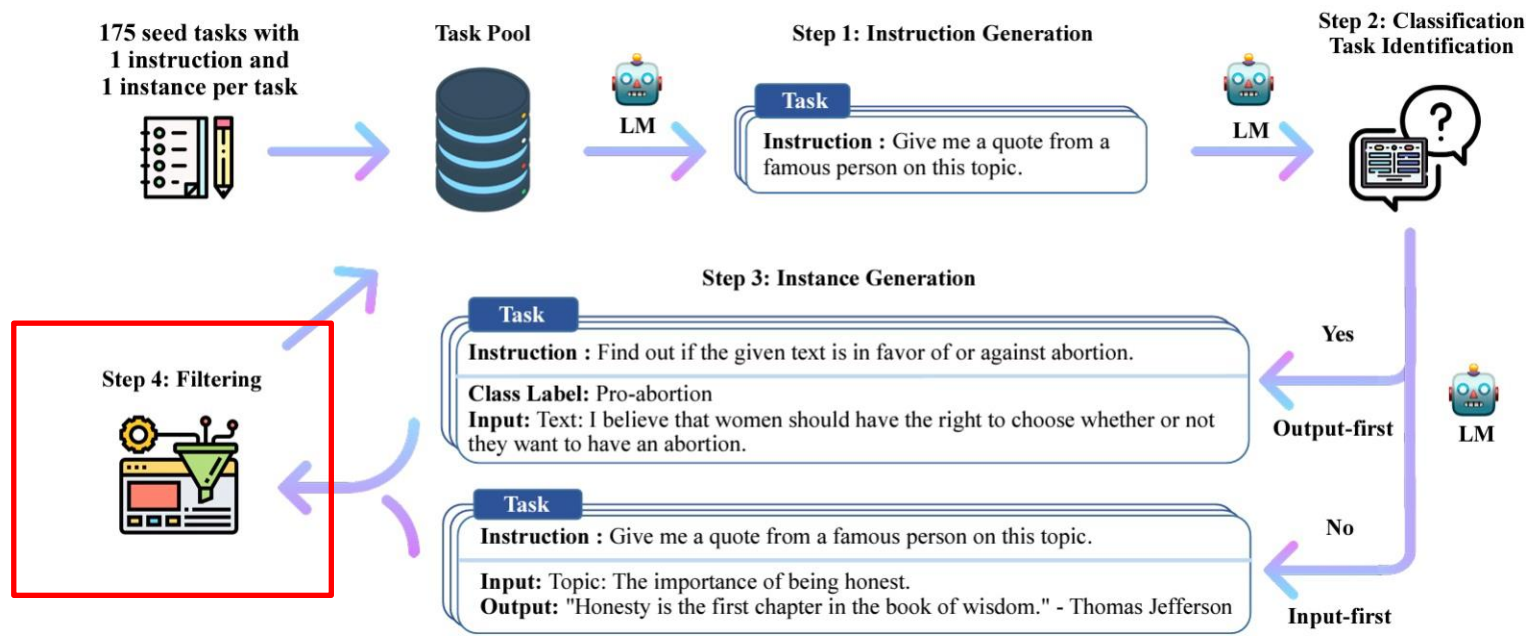 175 seed tasks with
1 instruction and
1 instance per task
Task Pool
LM
Step 1: Instruction Generation
Task
Instruction : Give me a quote from a
famous person on this topic.
LM
Step 2: Classification
Task Identification
?
Step 3: Instance Generation
Task
Instruction : Find out if the given text is in favor of or against abortion.
Class Label: Pro-abortion
Input: Text: I believe that women should have the right to choose whether or not
they want to have an abortion.
Yes
Output-first
LM
Task
Instruction : Give me a quote from a famous person on this topic.
Input: Topic: The importance of being honest.
Output: "Honesty is the first chapter in the book of wisdom." - Thomas Jefferson
No
Input-first
Step 4: Filtering